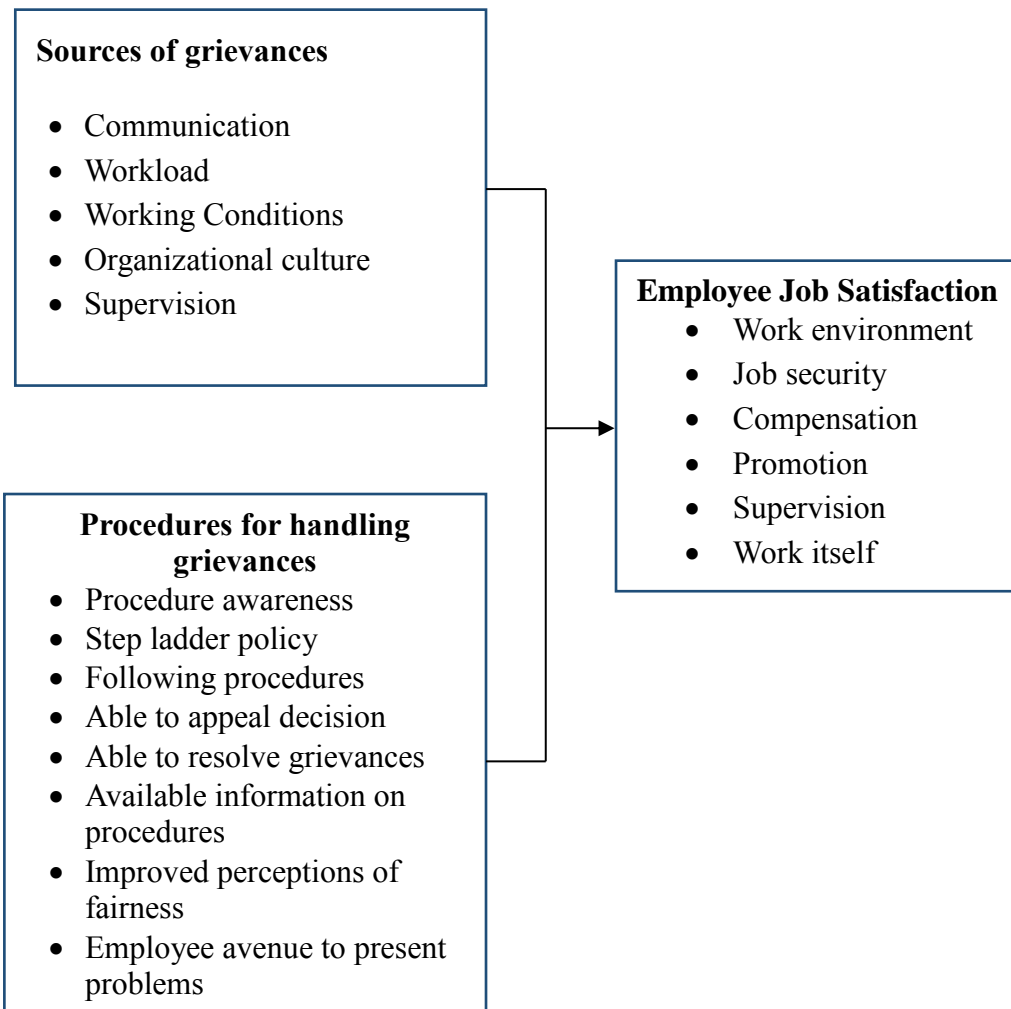 Sources of grievances
• Communication
• Workload
• Working Conditions
• Organizational culture
• Supervision
Employee Job Satisfaction
• Work environment
• Job security
• Compensation
• Promotion
• Supervision
• Work itself
Procedures for handling
grievances
• Procedure awareness
• Step ladder policy
• Following procedures
• Able to appeal decision
• Able to resolve grievances
• Available information on
procedures
• Improved perceptions of
fairness
• Employee avenue to present
problems